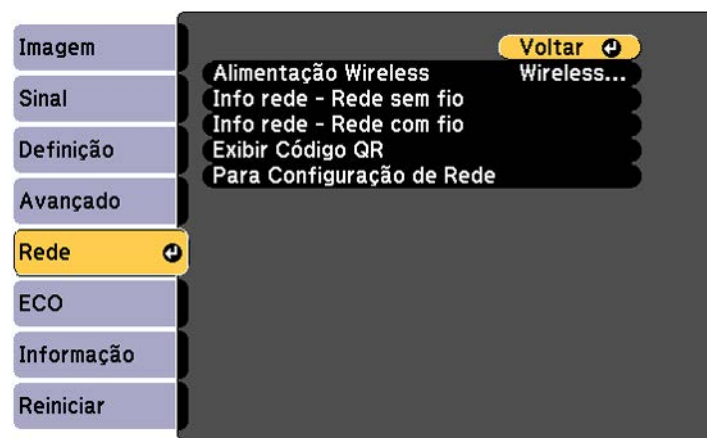 Imagem
Sinal
Definição
Avançado
Rede
ECO
Informação
Reiniciar
Voltar
Alimentação Wireless Wireless...
Info rede - Rede sem fio
Info rede - Rede com fio
Exibir Código QR
Para Configuração de Rede